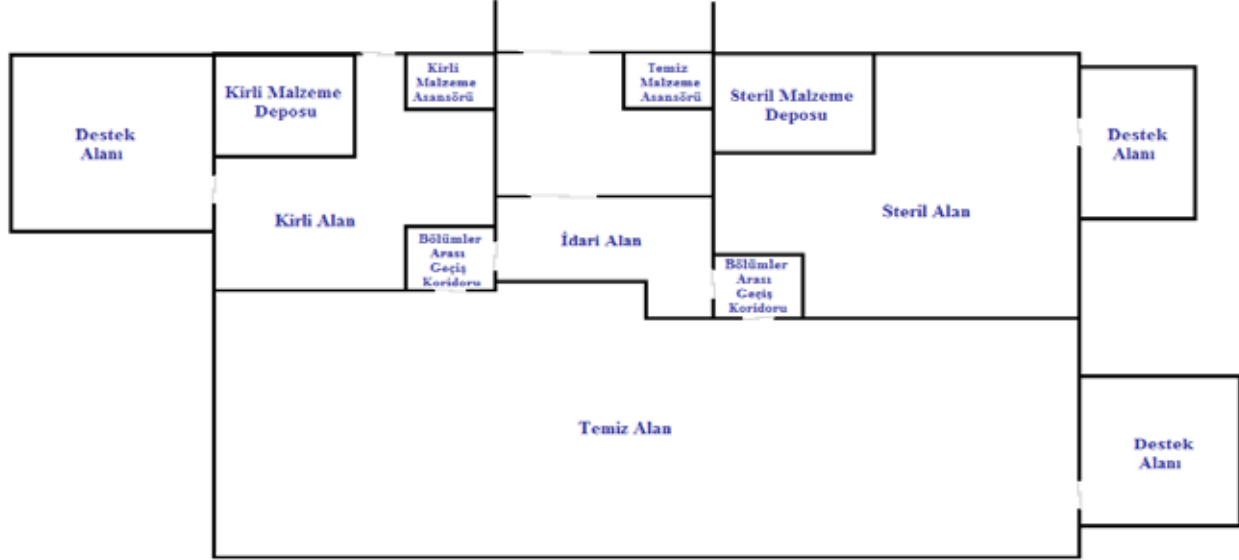 Destek
Alanı
Kirli Malzeme
Deposu
Kirli
Malzeme
Asansörü
Temiz
Malzeme
Asansörü
Steril Malzeme
Deposu
Destek
Alanı
Kirli Alan
Bölümler
Arası
Geçiş
Koridoru
İdari Alan
Steril Alan
Bölümler
Arası
Geçiş
Koridoru
Temiz Alan
Destek
Alanı